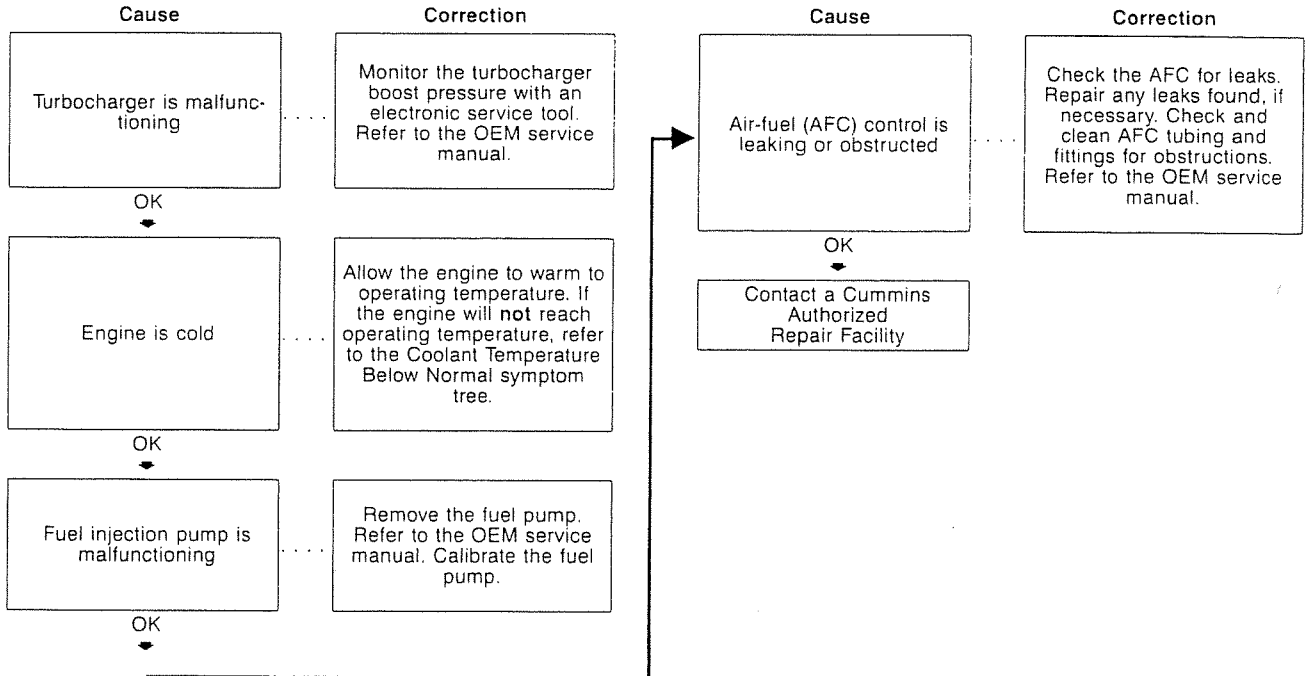 Cause
Correction
Turbocharger is malfunc-
tioning
Monitor the turbocharger
boost pressure with an
electronic service tool.
Refer to the OEM service
manual.
OK
Engine is cold
Allow the engine to warm to
operating temperature. If
the engine will not reach
operating temperature, refer
to the Coolant Temperature
Below Normal symptom
tree.
OK
Fuel injection pump is
malfunctioning
Remove the fuel pump.
Refer to the OEM service
manual. Calibrate the fuel
pump.
OK
Cause
Correction
Air-fuel (AFC) control is
leaking or obstructed
Check the AFC for leaks.
Repair any leaks found, if
necessary. Check and
clean AFC tubing and
fittings for obstructions.
Refer to the OEM service
manual.
OK
Contact a Cummins
Authorized
Repair Facility